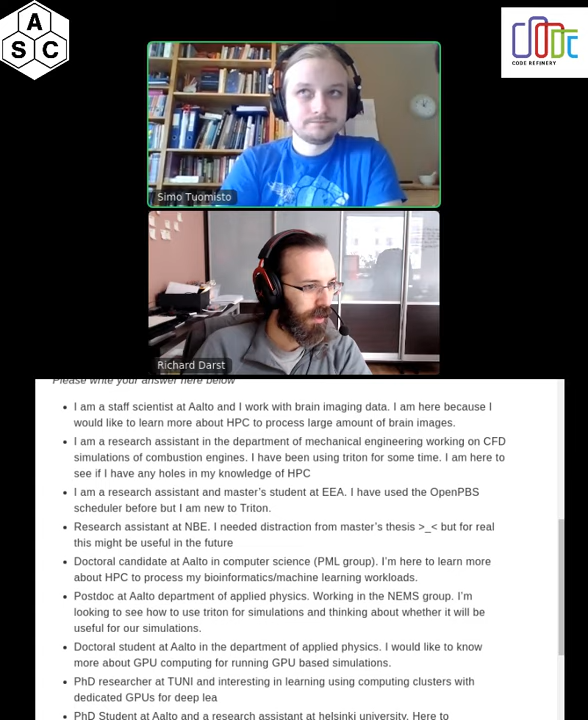 A
S C
CODE REFINERY
Simo Tuomisto
Richard Darst
Please write your answer here below
• I am a staff scientist at Aalto and I work with brain imaging data. I am here because I
would like to learn more about HPC to process large amount of brain images.
• I am a research assistant in the department of mechanical engineering working on CFD
simulations of combustion engines. I have been using triton for some time. I am here to
see if I have any holes in my knowledge of HPC
• I am a research assistant and master’s student at EEA. I have used the OpenPBS
scheduler before but I am new to Triton.
• Research assistant at NBE. I needed distraction from master’s thesis >_< but for real
this might be useful in the future
• Doctoral candidate at Aalto in computer science (PML group). I’m here to learn more
about HPC to process my bioinformatics/machine learning workloads.
• Postdoc at Aalto department of applied physics. Working in the NEMS group. I’m
looking to see how to use triton for simulations and thinking about whether it will be
useful for our simulations.
• Doctoral student at Aalto in the department of applied physics. I would like to know
more about GPU computing for running GPU based simulations.
• PhD researcher at TUNI and interesting in learning using computing clusters with
dedicated GPUs for deep lea
• PhD Student at Aalto and a research assistant at helsinki university. Here to